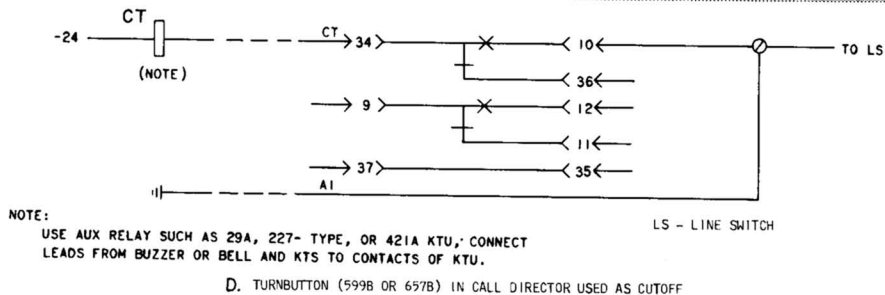 CT
-24
(NOTE)
CT 34 10 TO LS
36
9 12
11
37 35
A1
NOTE:
LS - LINE SWITCH
USE AUX RELAY SUCH AS 29A, 227- TYPE, OR 421A KTU, CONNECT
LEADS FROM BUZZER OR BELL AND KTS TO CONTACTS OF KTU.
D. TURNBUTTON (599B OR 657B) IN CALL DIRECTOR USED AS CUTOFF